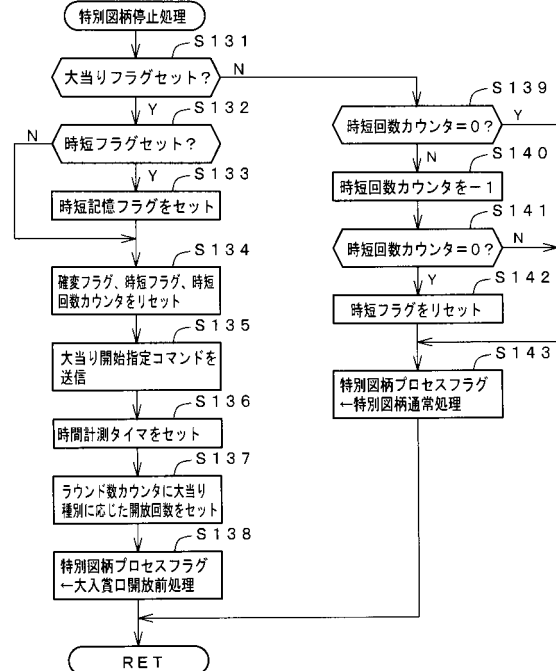 特別図柄停止処理
S131
大当りフラグセット?
N
Y
S132
時短フラグセット?
N
Y
S133
時短記憶フラグをセット
S134
確変フラグ、時短フラグ、時短
回数カウンタをリセット
S135
大当り開始指定コマンドを
送信
S136
時間計測タイマをセット
S137
ラウンド数カウンタに大当り
種別に応じた開放回数をセット
S138
特別図柄プロセスフラグ
←大入賞口開放前処理
S139
時短回数カウンタ=0?
Y
N
S140
時短回数カウンタを-1
S141
時短回数カウンタ=0?
N
Y
S142
時短フラグをリセット
S143
特別図柄プロセスフラグ
←特別図柄通常処理
RET